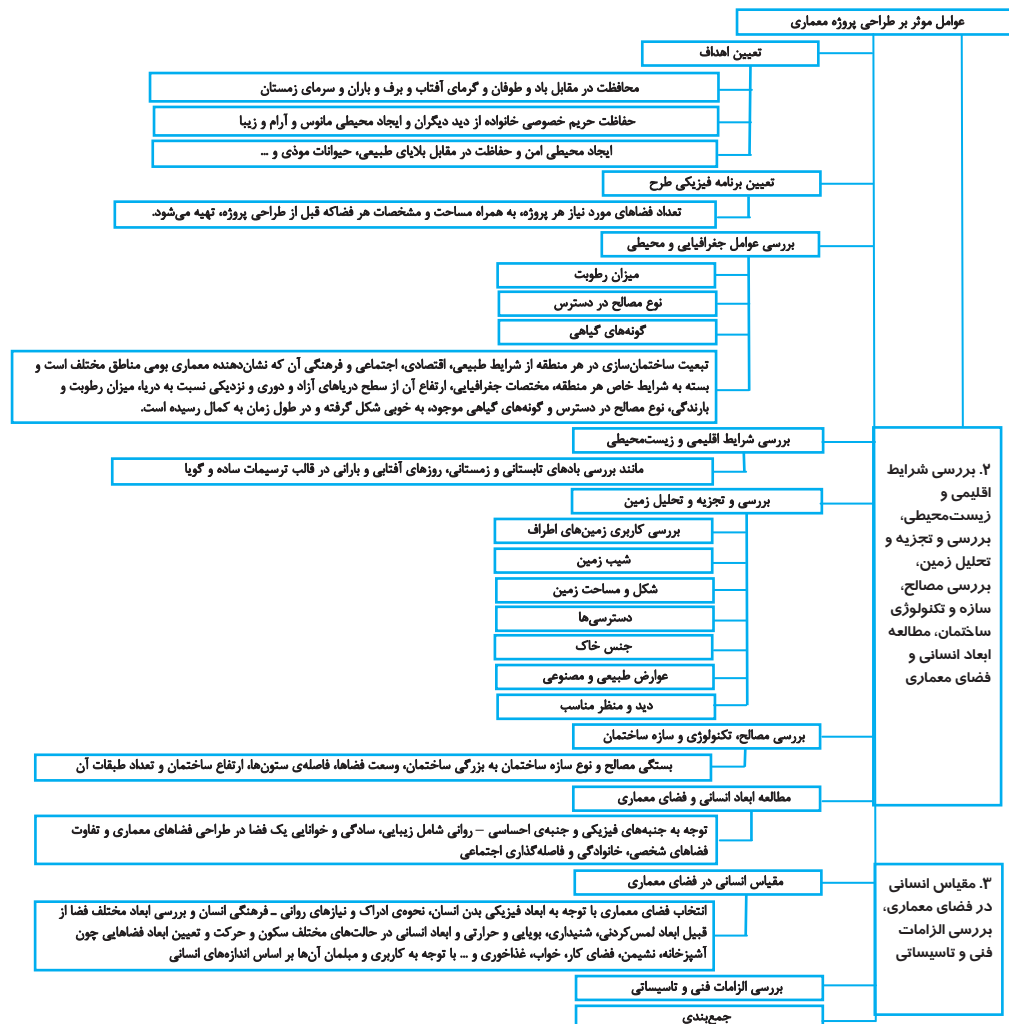 عوامل موثر بر طراحی پروژه معماری
تعیین اهداف
محافظت در مقابل باد و طوفان و گرمای آفتاب و برف و باران و سرمای زمستان
حفاظت حریم خصوصی خانواده از دید دیگران و ایجاد محیطی مانوس و آرام و زیبا
ایجاد محیطی امن و حفاظت در مقابل بلایای طبیعی، حیوانات موذی و ...
تعیین برنامه فیزیکی طرح
تعداد فضاهای مورد نیاز هر پروژه، به همراه مساحت و مشخصات هر فضاکه قبل از طراحی پروژه، تهیه می‌شود.
بررسی عوامل جغرافیایی و محیطی
میزان رطوبت
نوع مصالح در دسترس
گونه‌های گیاهی
تبعیت ساختمان‌سازی در هر منطقه از شرایط طبیعی، اقتصادی، اجتماعی و فرهنگی آن که نشان‌دهنده معماری بومی مناطق مختلف است و
بسته به شرایط خاص هر منطقه، مختصات جغرافیایی، ارتفاع آن از سطح دریاهای آزاد و دوری و نزدیکی نسبت به دریا، میزان رطوبت و
بارندگی، نوع مصالح در دسترس و گونه‌های گیاهی موجود، به خوبی شکل گرفته و در طول زمان به کمال رسیده است.
۲. بررسی شرایط
اقلیمی و
زیست‌محیطی،
بررسی و تجزیه و
تحلیل زمین،
بررسی مصالح،
سازه و تکنولوژی
ساختمان، مطالعه
ابعاد انسانی و
فضای معماری
بررسی شرایط اقلیمی و زیست‌محیطی
مانند بررسی بادهای تابستانی و زمستانی، روزهای آفتابی و بارانی در قالب ترسیمات ساده و گویا
بررسی و تجزیه و تحلیل زمین
بررسی کاربری زمین‌های اطراف
شیب زمین
شکل و مساحت زمین
دسترسی‌ها
جنس خاک
عوارض طبیعی و مصنوعی
دید و منظر مناسب
بررسی مصالح، تکنولوژی و سازه ساختمان
بستگی مصالح و نوع سازه ساختمان به بزرگی ساختمان، وسعت فضاها، فاصله‌ی ستون‌ها، ارتفاع ساختمان و تعداد طبقات آن
مطالعه ابعاد انسانی و فضای معماری
توجه به جنبه‌های فیزیکی و جنبه‌ی احساسی – روانی شامل زیبایی، سادگی و خوانایی یک فضا در طراحی فضاهای معماری و تفاوت
فضاهای شخصی، خانوادگی و فاصله‌گذاری اجتماعی
۳. مقیاس انسانی
در فضای معماری،
بررسی الزامات
فنی و تاسیساتی
مقیاس انسانی در فضای معماری
انتخاب فضای معماری با توجه به ابعاد فیزیکی بدن انسان، نحوه‌ی ادراک و نیازهای روانی – فرهنگی انسان و بررسی ابعاد مختلف فضا از
قبیل ابعاد لمس‌کردنی، شنیداری، بویایی و حرارتی و ابعاد انسانی در حالت‌های مختلف سکون و حرکت و تعیین ابعاد فضاهایی چون
آشپزخانه، نشیمن، فضای کار، خواب، غذاخوری و ... با توجه به کاربری و مبلمان آن‌ها بر اساس اندازه‌های انسانی
بررسی الزامات فنی و تاسیساتی
جمع‌بندی